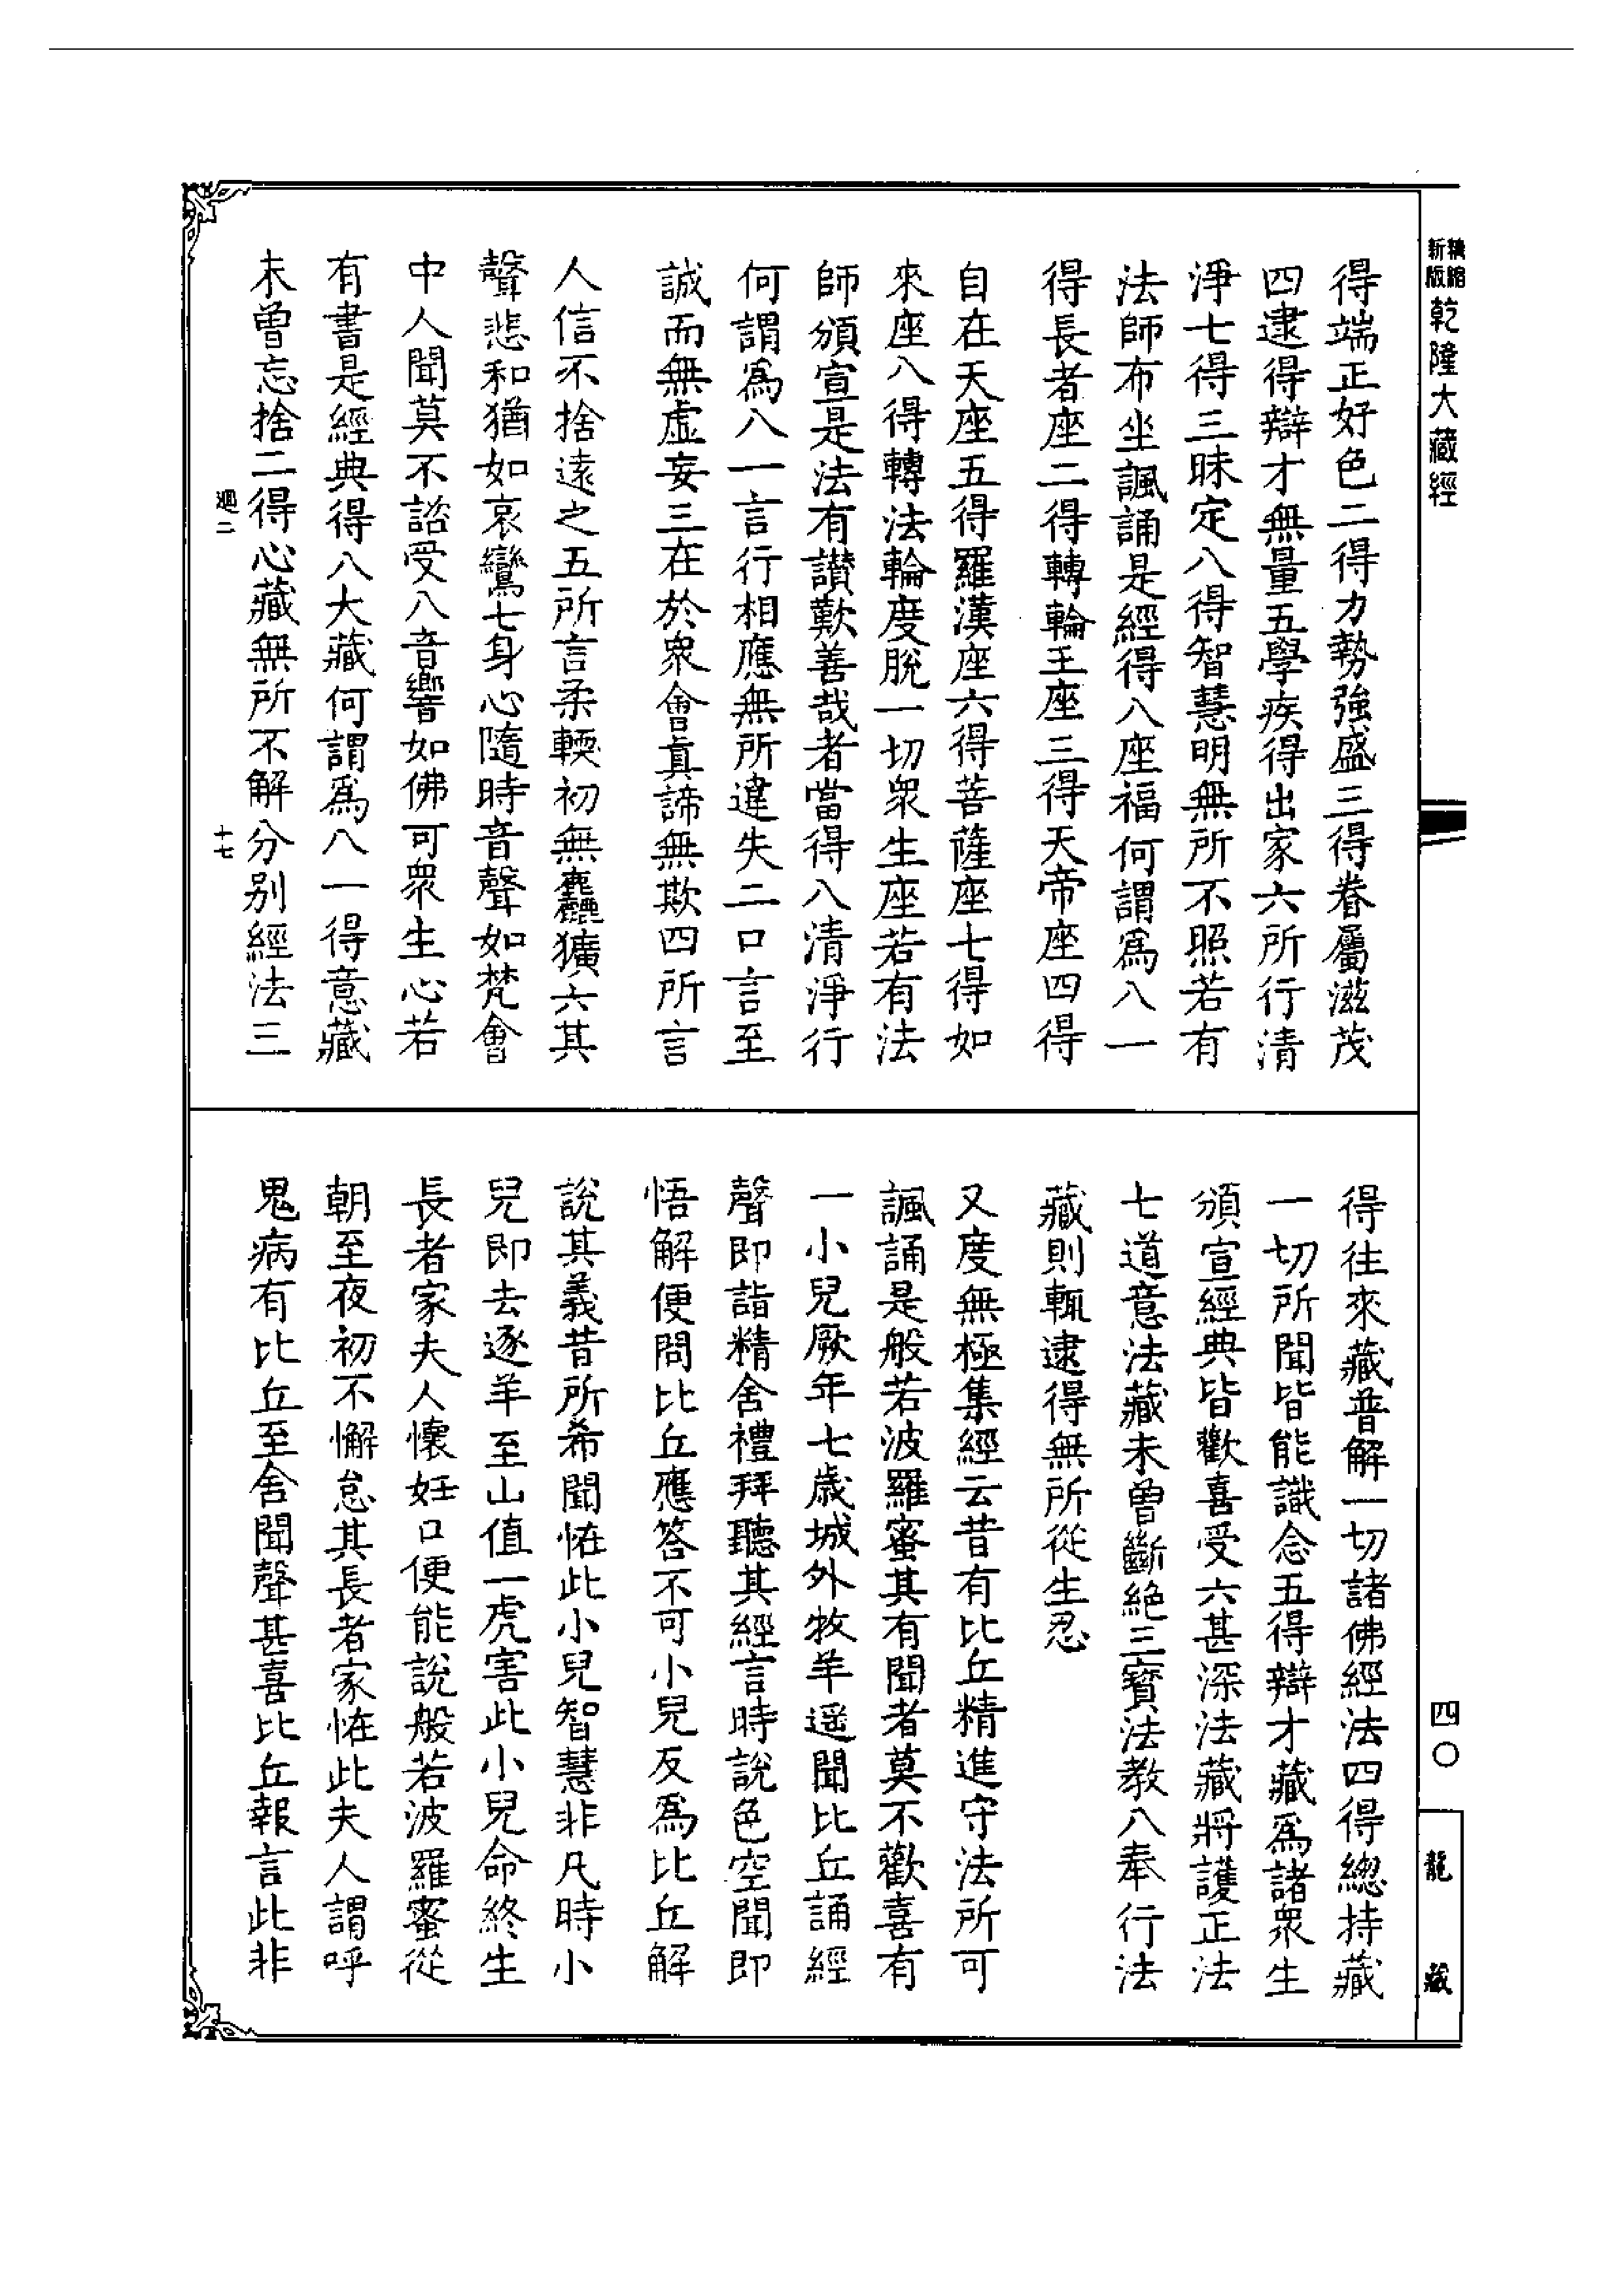 精縮
新版
乾隆大藏經
四〇
龍藏
得端正好色二得力勢強盛三得眷屬滋茂
四逮得辯才無量五學疾得出家六所行清
淨七得三昧定八得智慧明無所不照若有
法師布坐諷誦是經得八座福何謂為八一
得長者座二得轉輪王座三得天帝座四得
自在天座五得羅漢座六得菩薩座七得如
來座八得轉法輪度脫一切眾生座若有法
師頒宣是法有讃歎善哉者當得八清淨行
何謂為八一言行相應無所違失二口言至
誠而無虛妄三在於眾會真諦無欺四所言
人信不捨遠之五所言柔輭初無麤獷六其
聲悲和猶如哀鸞七身心隨時音聲如梵會
中人聞莫不諮受八音響如佛可眾生心若
有書是經典得八大藏何謂為八一得意藏
未曾忘捨二得心藏無所不解分別經法三
週二
十七
得往來藏普解一切諸佛經法四得總持藏
一切所聞皆能識念五得辯才藏為諸眾生
頒宣經典皆歡喜受六甚深法藏將護正法
七道意法藏未曾斷絕三寶法教八奉行法
藏則輒逮得無所從生忍
又度無極集經云昔有比丘精進守法所可
諷誦是般若波羅蜜其有聞者莫不歡喜有
一小兒厥年七歲城外牧羊遥聞比丘誦經
聲即詣精舍禮拜聽其經言時說色空聞即
悟解便問比丘應答不可小兒反為比丘解
說其義昔所希聞恠此小兒智慧非凡時小
兒即去逐羊至山值一虎害此小兒命終生
長者家夫人懷妊口便能說般若波羅蜜從
朝至夜初不懈怠其長者家恠此夫人謂呼
鬼病有比丘至舍聞聲甚喜比丘報言此非